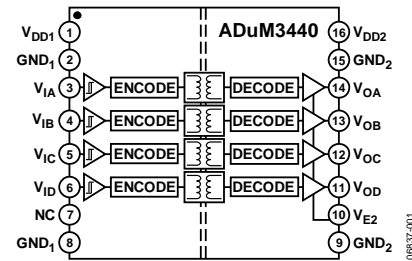 ADuM3440
VDD1 1
16 VDD2
GND1 2
15 GND2
VIA 3 ENCODE DECODE 14 VOA
VIB 4 ENCODE DECODE 13 VOB
VIC 5 ENCODE DECODE 12 VOC
VID 6 ENCODE DECODE 11 VOD
NC 7
10 VE2
GND1 8
9 GND2
06837-001